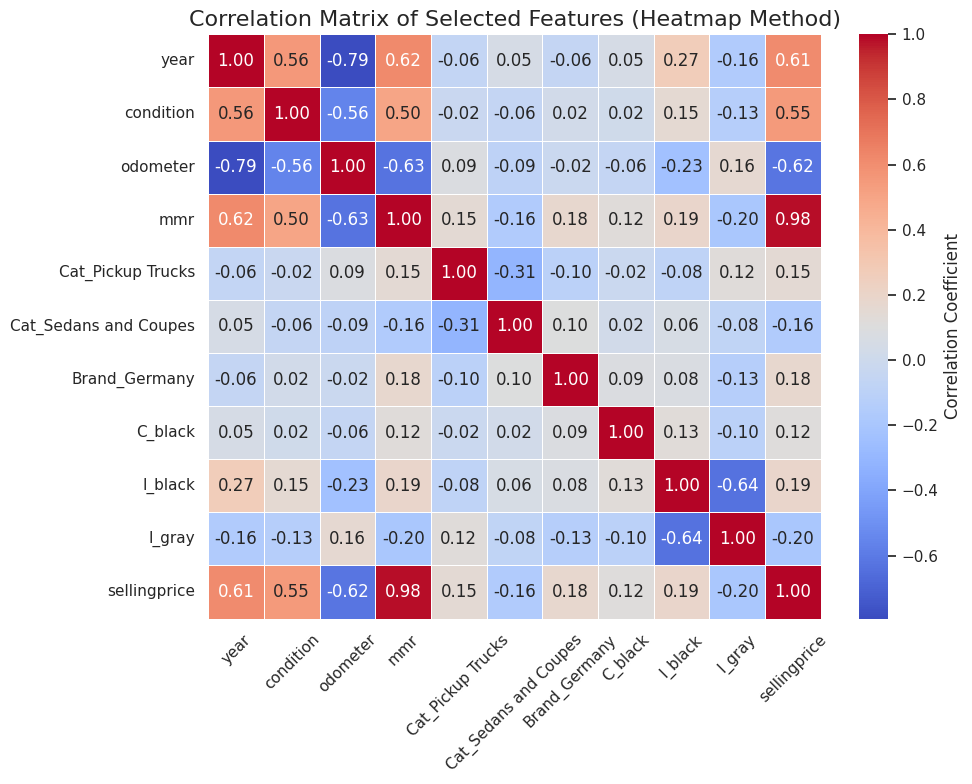 Correlation Matrix of Selected Features (Heatmap Method)
year 1.00 0.56 -0.79 0.62 -0.06 0.05 -0.06 0.05 0.27 -0.16 0.61
condition 0.56 1.00 -0.56 0.50 -0.02 -0.06 0.02 0.02 0.15 -0.13 0.55
odometer -0.79 -0.56 1.00 -0.63 0.09 -0.09 -0.02 -0.06 -0.23 0.16 -0.62
mmr 0.62 0.50 -0.63 1.00 0.15 -0.16 0.18 0.12 0.19 -0.20 0.98
Cat_Pickup Trucks -0.06 -0.02 0.09 0.15 1.00 -0.31 -0.10 -0.02 -0.08 0.12 0.15
Cat_Sedans and Coupes 0.05 -0.06 -0.09 -0.16 -0.31 1.00 0.10 0.02 0.06 -0.08 -0.16
Brand_Germany -0.06 0.02 -0.02 0.18 -0.10 0.10 1.00 0.09 0.08 -0.13 0.18
C_black 0.05 0.02 -0.06 0.12 -0.02 0.02 0.09 1.00 0.13 -0.10 0.12
I_black 0.27 0.15 -0.23 0.19 -0.08 0.06 0.08 0.13 1.00 -0.64 0.19
I_gray -0.16 -0.13 0.16 -0.20 0.12 -0.08 -0.13 -0.10 -0.64 1.00 -0.20
sellingprice 0.61 0.55 -0.62 0.98 0.15 -0.16 0.18 0.12 0.19 -0.20 1.00
year
condition
odometer
mmr
Cat_Pickup Trucks
Cat_Sedans and Coupes
Brand_Germany
C_black
I_black
I_gray
sellingprice
1.0
0.8
0.6
0.4
0.2
0.0
−0.2
−0.4
−0.6
Correlation Coefficient